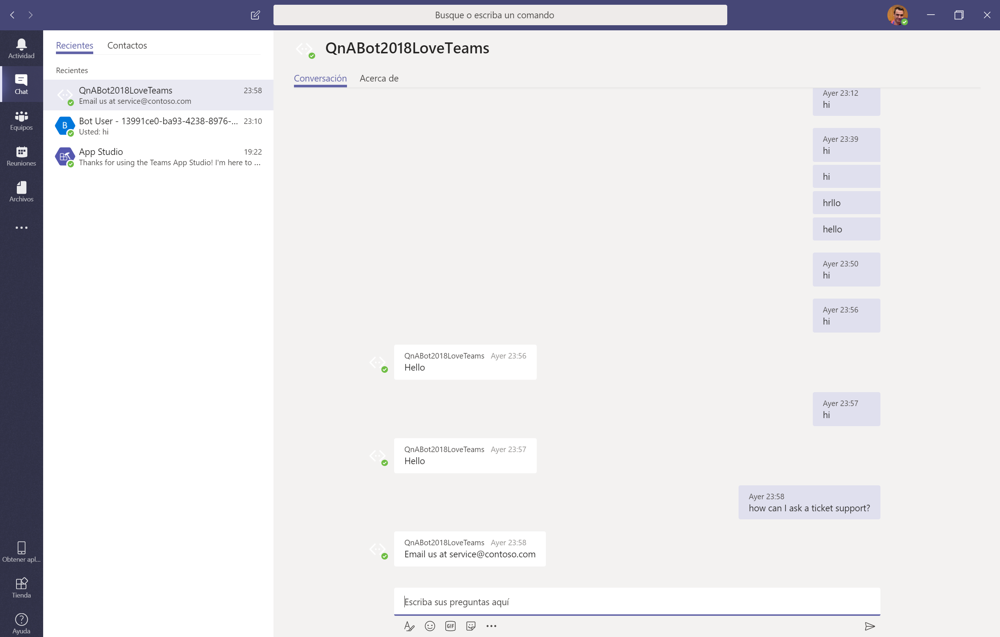 Busque o escriba un comando
Actividad
Chat
Equipos
Reuniones
Archivos
Obtener apl...
Tienda
Ayuda
Recientes Contactos
Recientes
QnABot2018LoveTeams 23:58
Email us at service@contoso.com
B
Bot User - 13991ce0-ba93-4238-8976-... 23:10
Usted: hi
App Studio 19:22
Thanks for using the Teams App Studio! I'm here to ...
QnABot2018LoveTeams
Conversación Acerca de
Ayer 23:12
hi
Ayer 23:39
hi
hi
hrllo
hello
Ayer 23:50
hi
Ayer 23:56
hi
QnABot2018LoveTeams Ayer 23:56
Hello
Ayer 23:57
hi
QnABot2018LoveTeams Ayer 23:57
Hello
Ayer 23:58
how can I ask a ticket support?
QnABot2018LoveTeams Ayer 23:58
Email us at service@contoso.com
Escriba sus preguntas aquí
GIF